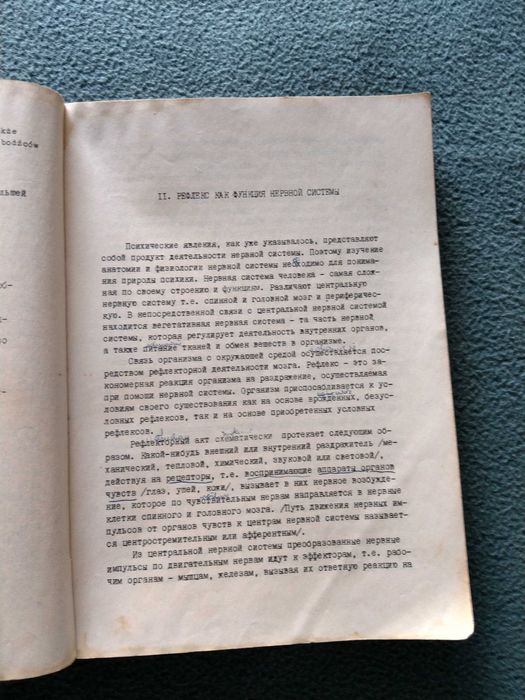 kże
bodźców
льшей
об-
-
-
во
-
II. РЕФЛЕКС КАК ФУНКЦИЯ НЕРВНОЙ СИСТЕМЫ
Психические явления, как уже указывалось, представляют
собой продукт деятельности нервной системы. Поэтому изучение
анатомии и физиологии нервной системы необходимо для понима-
ния природы психики. Нервная система человека - самая слож-
ная по своему строению и функциям. Различают центральную
нервную систему т.е. спинной и головной мозг и перифериче-
скую. В непосредственной связи с центральной нервной системой
находится вегетативная нервная система - та часть нервной
системы, которая регулирует деятельность внутренних органов,
а также питание тканей и обмен веществ в организме.
Связь организма с окружающей средой осуществляется пос-
редством рефлекторной деятельности мозга. Рефлекс - это за-
кономерная реакция организма на раздражение, осуществляемая
при помощи нервной системы. Организм приспосабливается к ус-
ловиям своего существования как на основе врожденных, безус-
ловных рефлексов, так и на основе приобретенных условных
рефлексов.
Рефлекторный акт схематически протекает следующим об-
разом. Какой-нибудь внешний или внутренний раздражитель /ме-
ханический, тепловой, химический, звуковой или световой/,
действуя на рецепторы, т.е. воспринимающие аппараты органов
чувств /глаз, ушей, кожи/, вызывает в них нервное возбужде-
ние, которое по чувствительным нервам направляется в нервные
клетки спинного и головного мозга. /Путь движения нервных им-
пульсов от органов чувств к центрам нервной системы называет-
ся центростремительным или афферентным/.
Из центральной нервной системы преобразованные нервные
импульсы по двигательным нервам идут к эффекторам, т.е. рабо-
чим органам - мышцам, железам, вызывая их ответную реакцию на